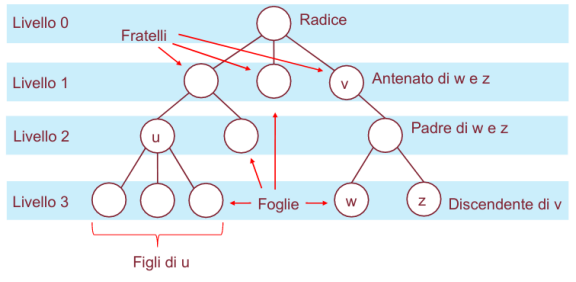 Livello 0
Radice
Fratelli
Livello 1
v
Antenato di w e z
Livello 2
u
Padre di w e z
Livello 3
Foglie
w
z
Discendente di v
Figli di u